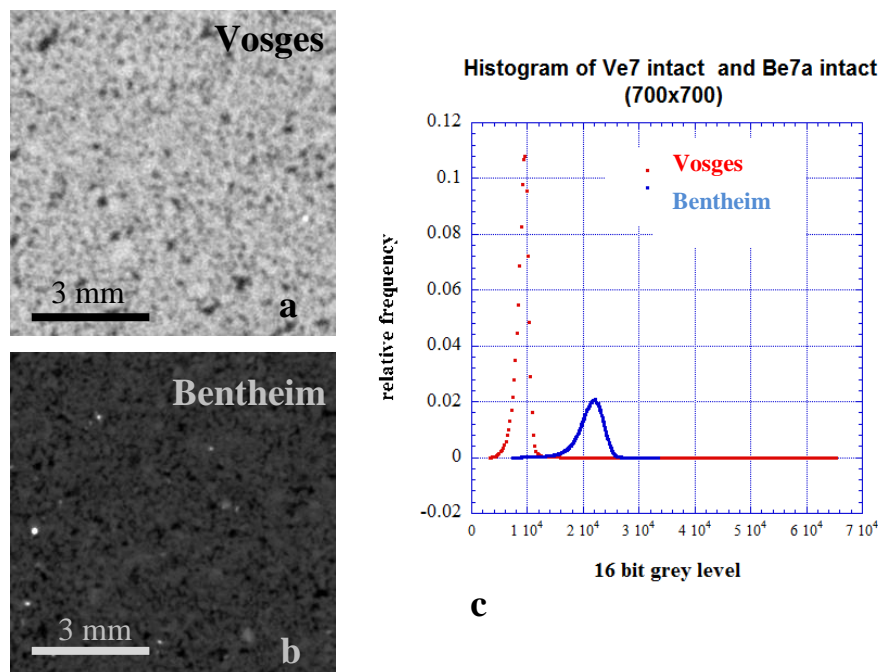 Vosges
3 mm
a
Bentheim
3 mm
b
Histogram of Ve7 intact and Be7a intact
(700x700)
0.12
0.1
0.08
0.06
0.04
0.02
0
-0.02
relative frequency
Vosges
Bentheim
0 1 10⁴ 2 10⁴ 3 10⁴ 4 10⁴ 5 10⁴ 6 10⁴ 7 10⁴
16 bit grey level
c